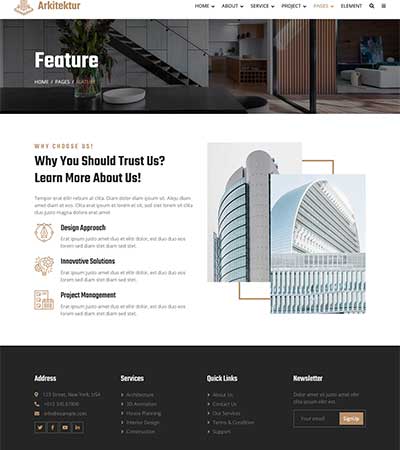 Arkitektur
HOME ABOUT SERVICE PROJECT PAGES ELEMENT
Feature
HOME / PAGES / FEATURE
WHY CHOOSE US!
Why You Should Trust Us?
Learn More About Us!
Tempor erat elitr rebum at clita. Diam dolor diam ipsum sit. Aliqu diam
amet diam et eos. Clita erat ipsum et lorem et sit, sed stet lorem sit clita
duo justo magna dolore erat amet
Design Approach
Erat ipsum justo amet duo et elitr dolor, est duo duo eos
lorem sed diam stet diam sed stet.
Innovative Solutions
Erat ipsum justo amet duo et elitr dolor, est duo duo eos
lorem sed diam stet diam sed stet.
Project Management
Erat ipsum justo amet duo et elitr dolor, est duo duo eos
lorem sed diam stet diam sed stet.
Address Services Quick Links Newsletter
123 Street, New York, USA Architecture About Us Dolor amet sit justo amet elitr
+012 345 67890 3D Animation Contact Us clita ipsum elitr est.
info@example.com House Planning Our Services Your email SignUp
Interior Design Terms & Condition
Construction Support